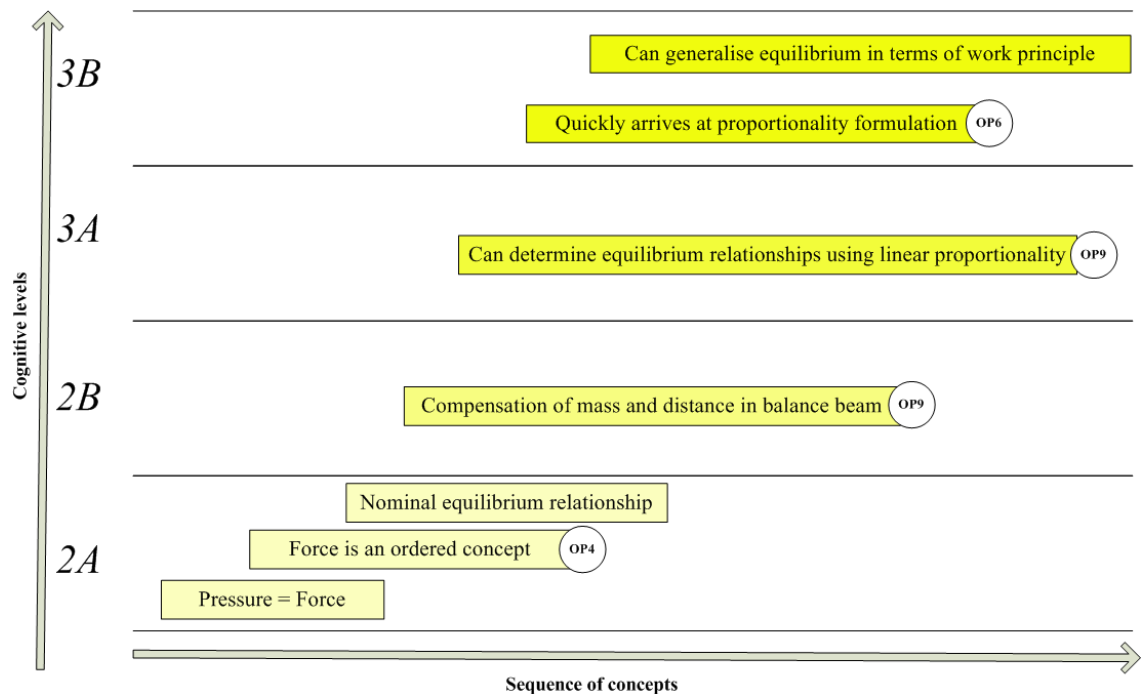 Can generalise equilibrium in terms of work principle
3B
Quickly arrives at proportionality formulation
OP6
3A
Can determine equilibrium relationships using linear proportionality
OP9
Cognitive levels
2B
Compensation of mass and distance in balance beam
OP9
Nominal equilibrium relationship
Force is an ordered concept
OP4
2A
Pressure = Force
Sequence of concepts